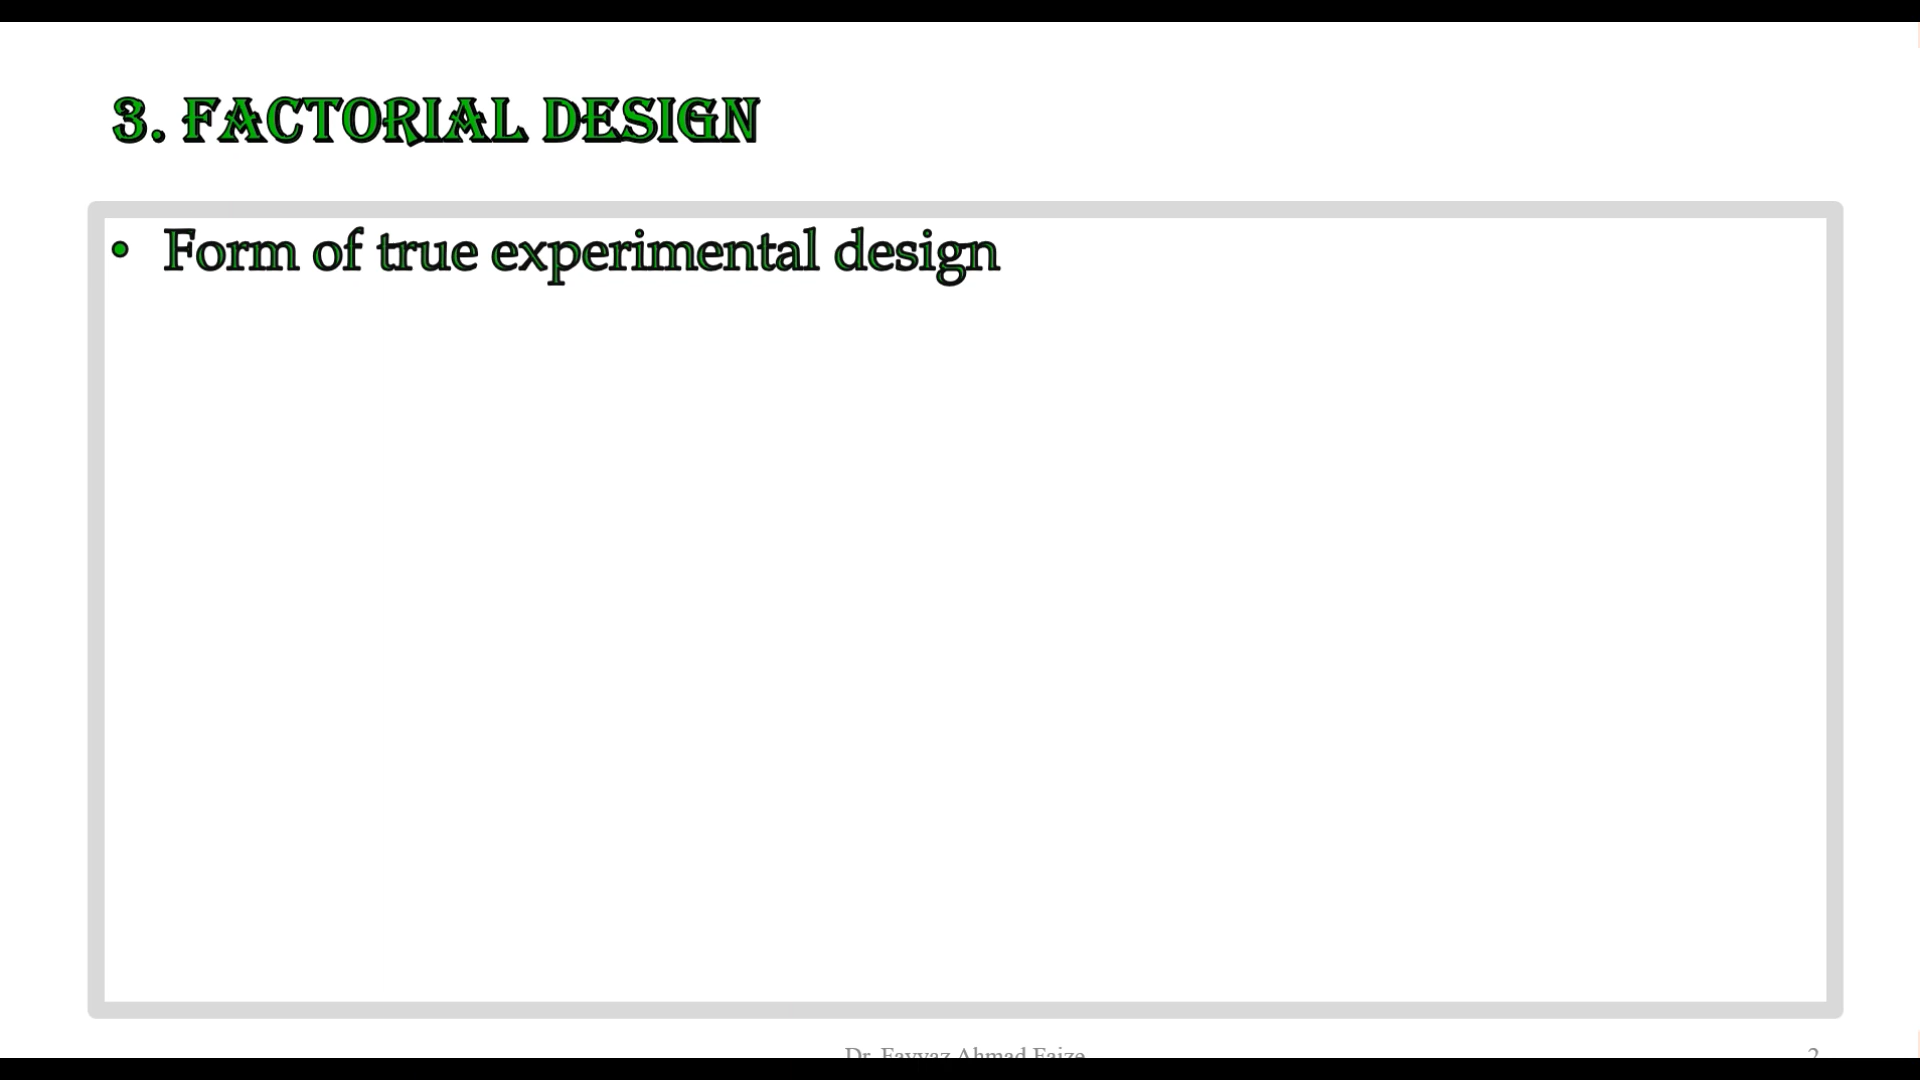 3. FACTORIAL DESIGN
• Form of true experimental design
Dr. Fayyaz Ahmad Faize
2